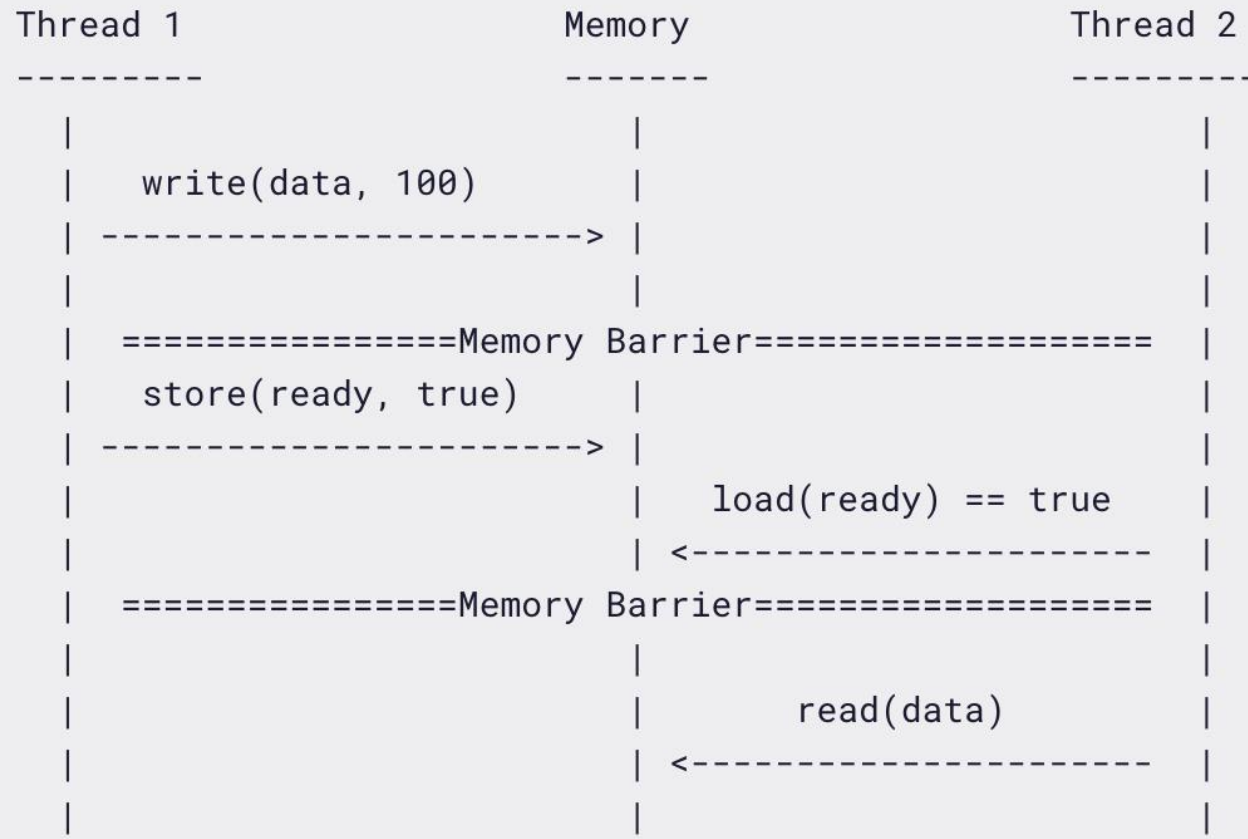 Thread 1                  Memory                  Thread 2
---------                 -------                 ---------
  |                          |                          |
  |   write(data, 100)       |                          |
  | -----------------------> |                          |
  |                          |                          |
  |  ================Memory Barrier===================  |
  |   store(ready, true)     |                          |
  | -----------------------> |                          |
  |                          |   load(ready) == true    |
  |                          | <----------------------  |
  |  ================Memory Barrier===================  |
  |                          |                          |
  |                          |       read(data)         |
  |                          | <----------------------  |
  |                          |                          |